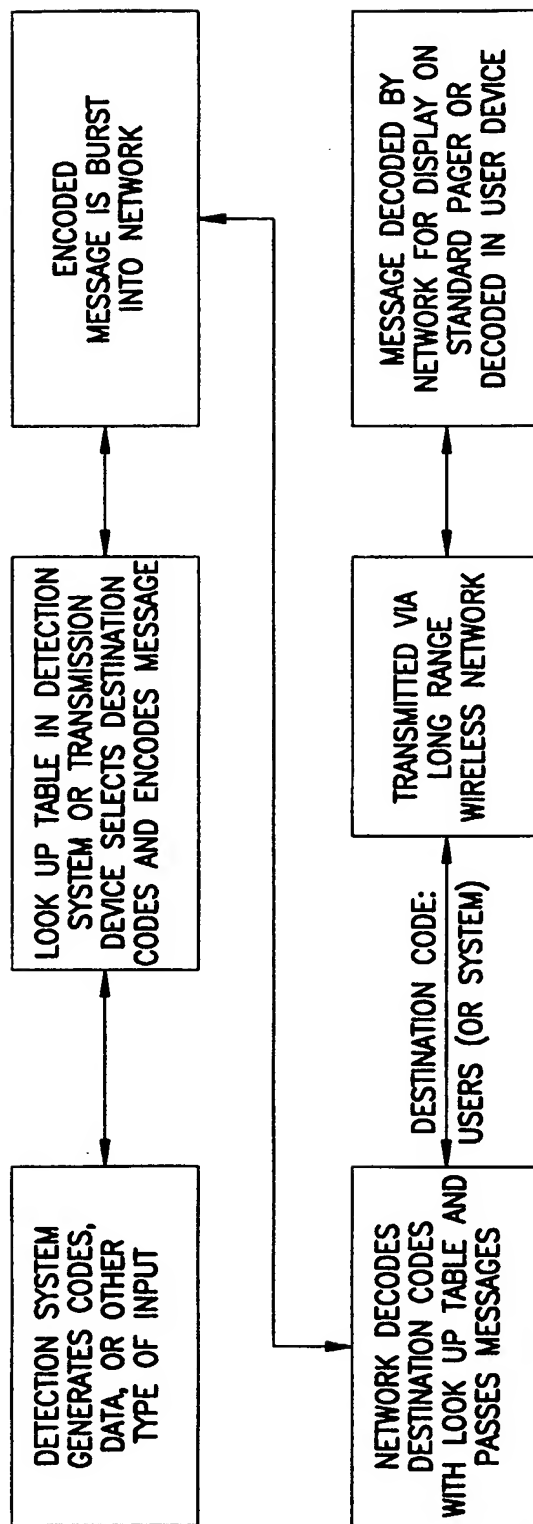 DETECTION SYSTEM
GENERATES CODES,
DATA, OR OTHER
TYPE OF INPUT
LOOK UP TABLE IN DETECTION
SYSTEM OR TRANSMISSION
DEVICE SELECTS DESTINATION
CODES AND ENCODES MESSAGE
ENCODED
MESSAGE IS BURST
INTO NETWORK
NETWORK DECODES
DESTINATION CODES
WITH LOOK UP TABLE AND
PASSES MESSAGES
DESTINATION CODE:
USERS (OR SYSTEM)
TRANSMITTED VIA
LONG RANGE
WIRELESS NETWORK
MESSAGE DECODED BY
NETWORK FOR DISPLAY ON
STANDARD PAGER OR
DECODED IN USER DEVICE